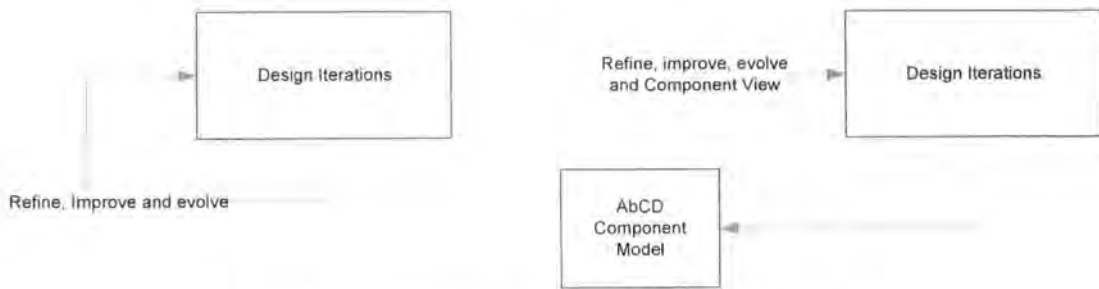 Design Iterations
Refine, Improve and evolve
Refine, improve, evolve
and Component View
Design Iterations
AbCD
Component
Model